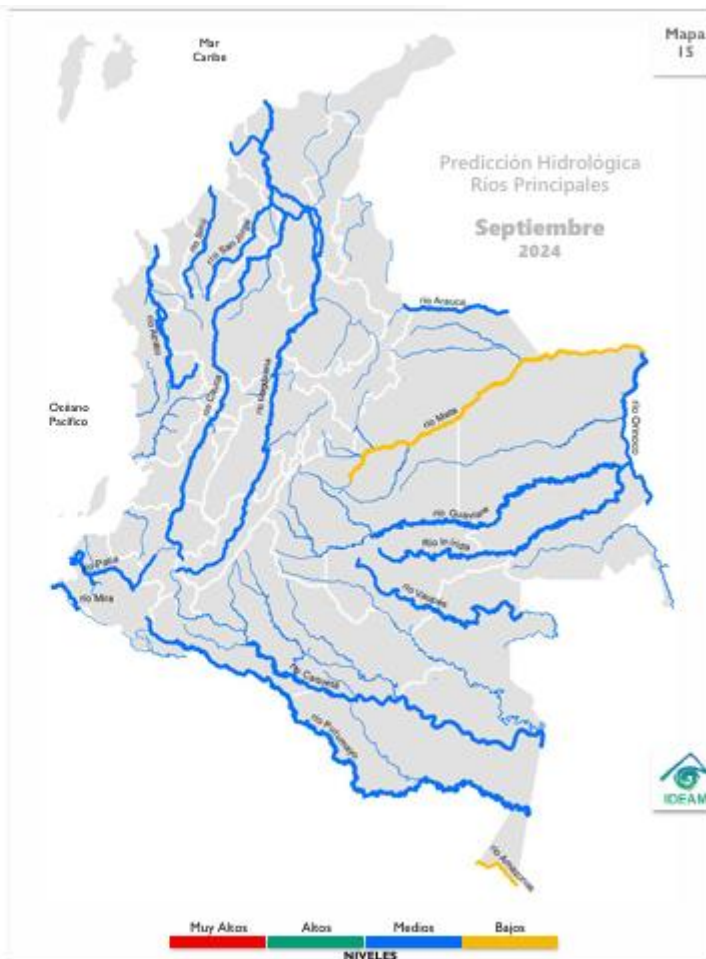 Mapa
15
Mar
Caribe
Predicción Hidrológica
Ríos Principales
Septiembre
2024
río Sinú
río San Jorge
río Arauca
río Atrato
río Cauca
río Magdalena
río Meta
río Orinoco
Océano
Pacífico
río Guaviare
Río Inírida
río Patía
río Mira
río Vaupés
río Caquetá
río Putumayo
IDEAM
río Amazonas
Muy Altos
Altos
Medios
Bajos
NIVELES